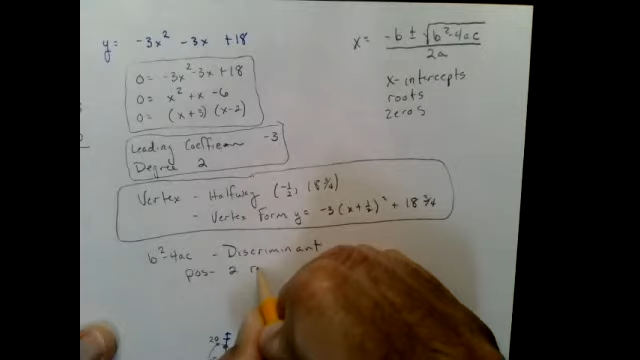 y = -3x² - 3x + 18
0 = -3x² - 3x + 18
0 = x² + x - 6
0 = (x+3) (x-2)
Leading Coefficient -3
Degree 2
Vertex - Halfway (-1/2, 18 3/4)
- Vertex Form y = -3(x + 1/2)² + 18 3/4
b² - 4ac - Discriminant
pos - 2 r
20
x = -b ± √b²-4ac / 2a
x-intercepts
roots
zeros